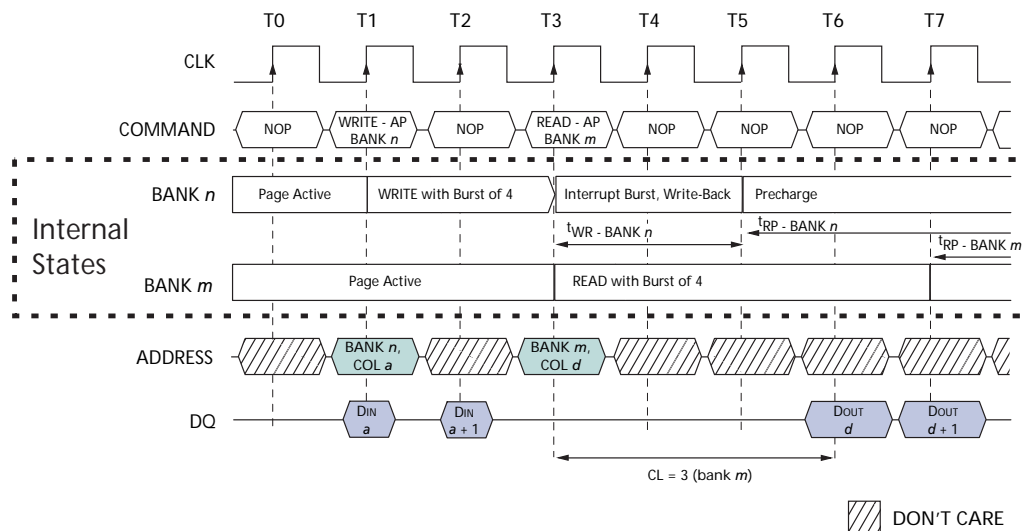 T0 T1 T2 T3 T4 T5 T6 T7
CLK
COMMAND
NOP
WRITE - AP
BANK n
NOP
READ - AP
BANK m
NOP
NOP
NOP
NOP
Internal
States
BANK n
Page Active
WRITE with Burst of 4
Interrupt Burst, Write-Back
Precharge
tWR - BANK n
tRP - BANK n
tRP - BANK m
BANK m
Page Active
READ with Burst of 4
ADDRESS
BANK n,
COL a
BANK m,
COL d
DQ
DIN
a
DIN
a + 1
DOUT
d
DOUT
d + 1
CL = 3 (bank m)
DON'T CARE